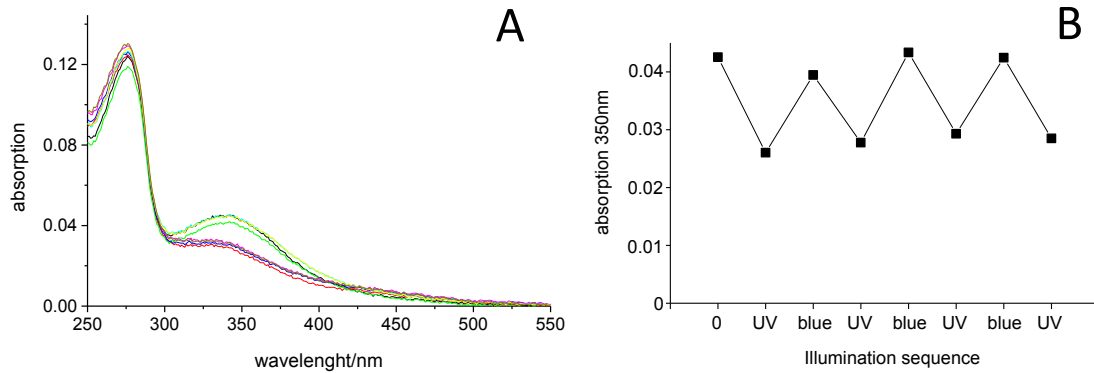 A
absorption
0.12
0.08
0.04
0.00
250 300 350 400 450 500 550
wavelenght/nm
B
absorption 350nm
0.04
0.03
0.02
0.01
0
0 UV blue UV blue UV blue UV
Illumination sequence